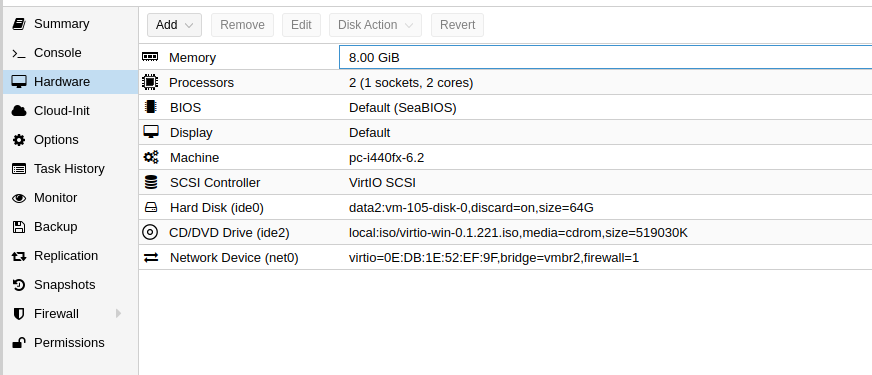 Add Remove Edit Disk Action Revert
Summary
Console
Hardware
Cloud-Init
Options
Task History
Monitor
Backup
Replication
Snapshots
Firewall
Permissions
Memory 8.00 GiB
Processors 2 (1 sockets, 2 cores)
BIOS Default (SeaBIOS)
Display Default
Machine pc-i440fx-6.2
SCSI Controller VirtIO SCSI
Hard Disk (ide0) data2:vm-105-disk-0,discard=on,size=64G
CD/DVD Drive (ide2) local:iso/virtio-win-0.1.221.iso,media=cdrom,size=519030K
Network Device (net0) virtio=0E:DB:1E:52:EF:9F,bridge=vmbr2,firewall=1